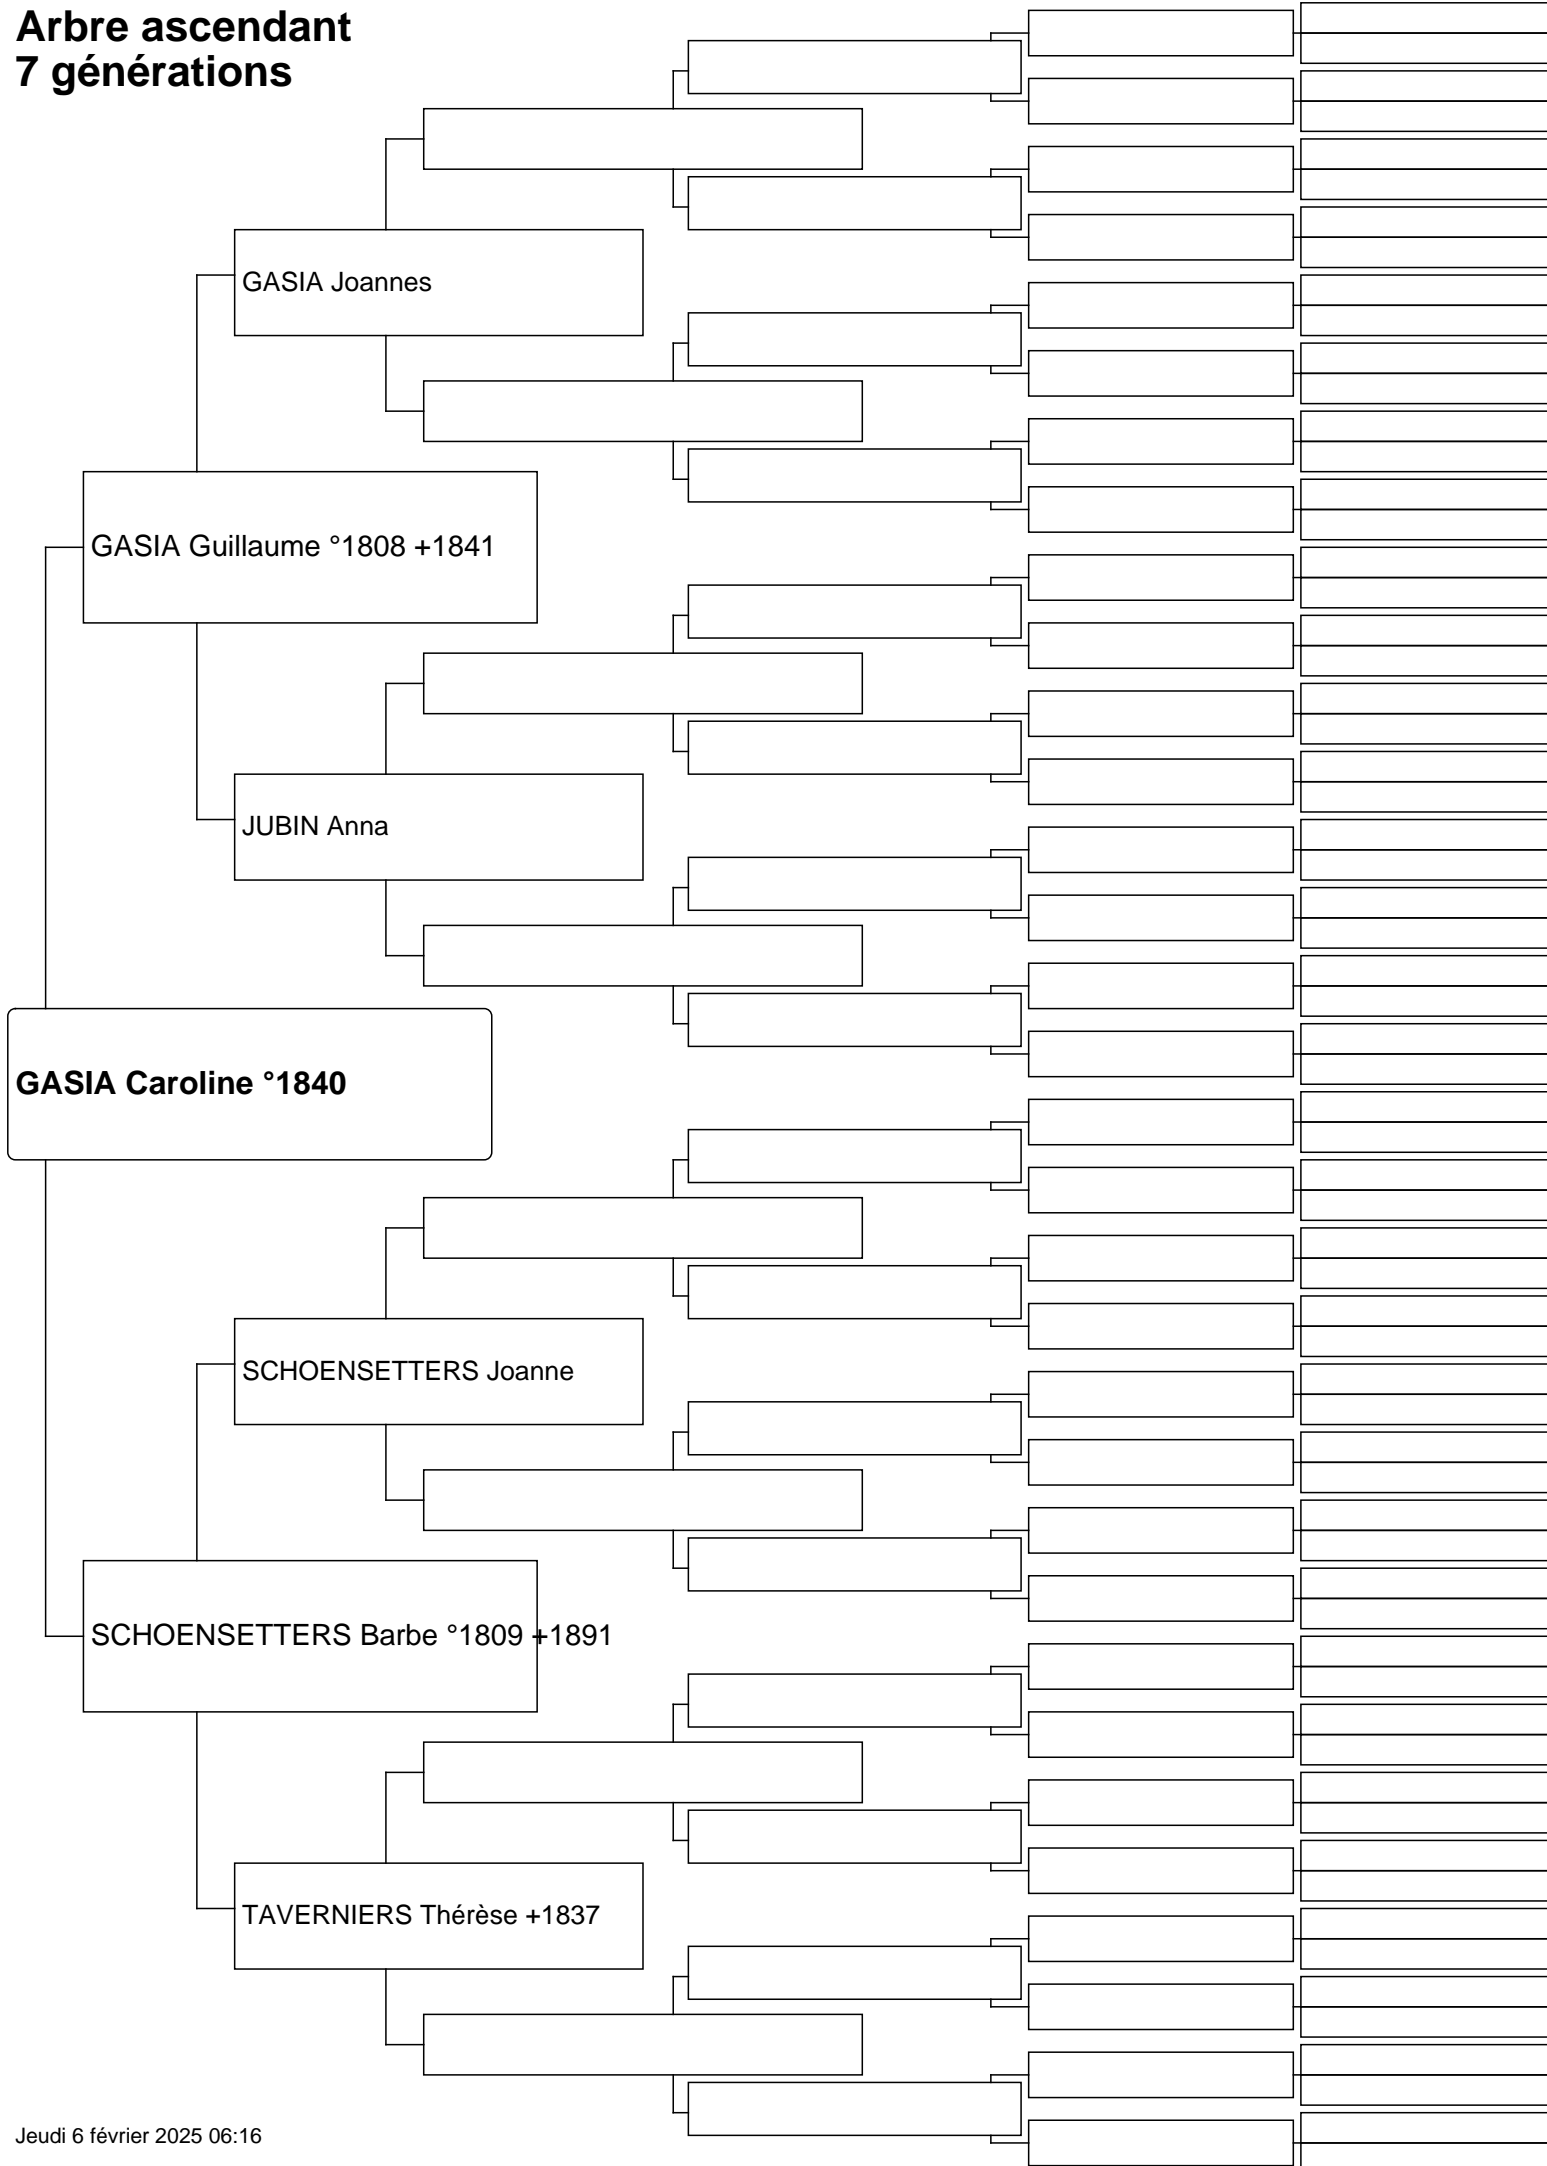 Arbre ascendant
7 générations
GASIA Joannes
GASIA Guillaume °1808 +1841
JUBIN Anna
GASIA Caroline °1840
SCHOENSETTERS Joanne
SCHOENSETTERS Barbe °1809 +1891
TAVERNIERS Thérèse +1837
Jeudi 6 février 2025 06:16